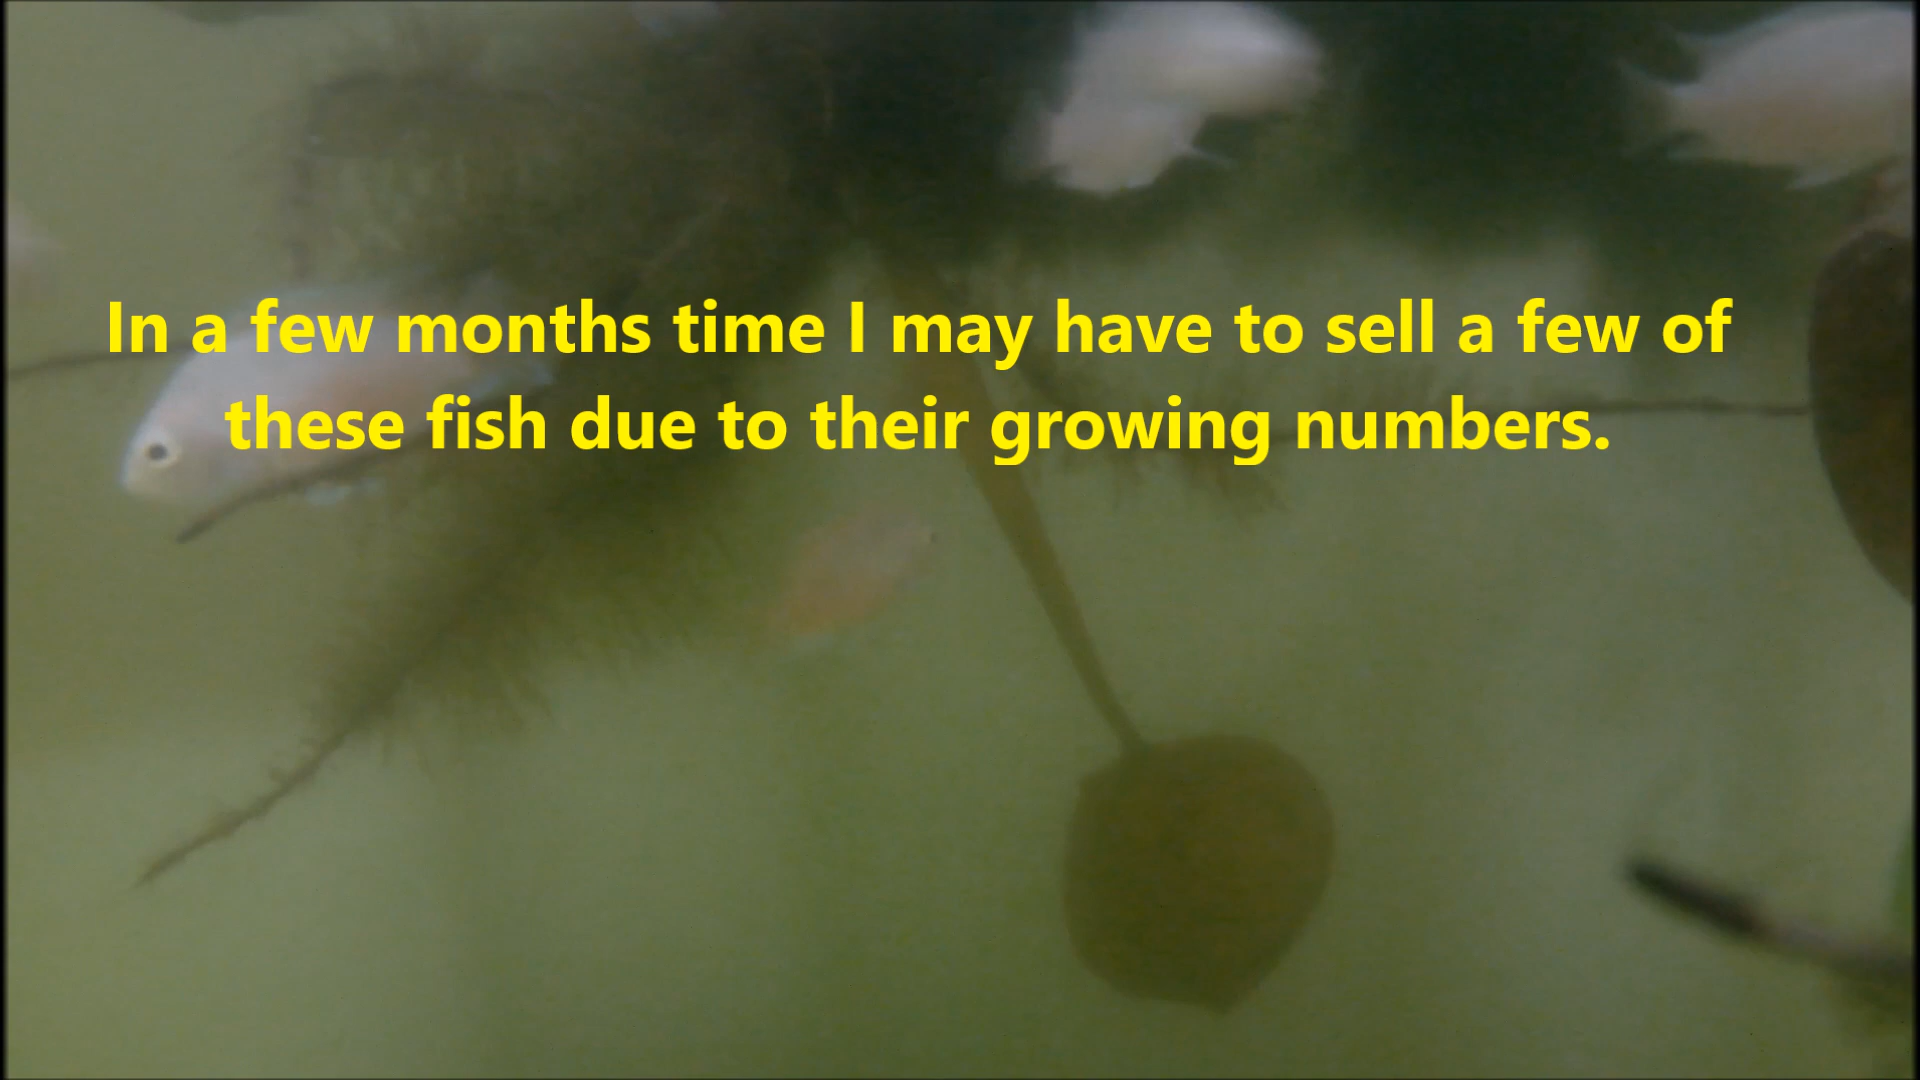 In a few months time I may have to sell a few of
these fish due to their growing numbers.